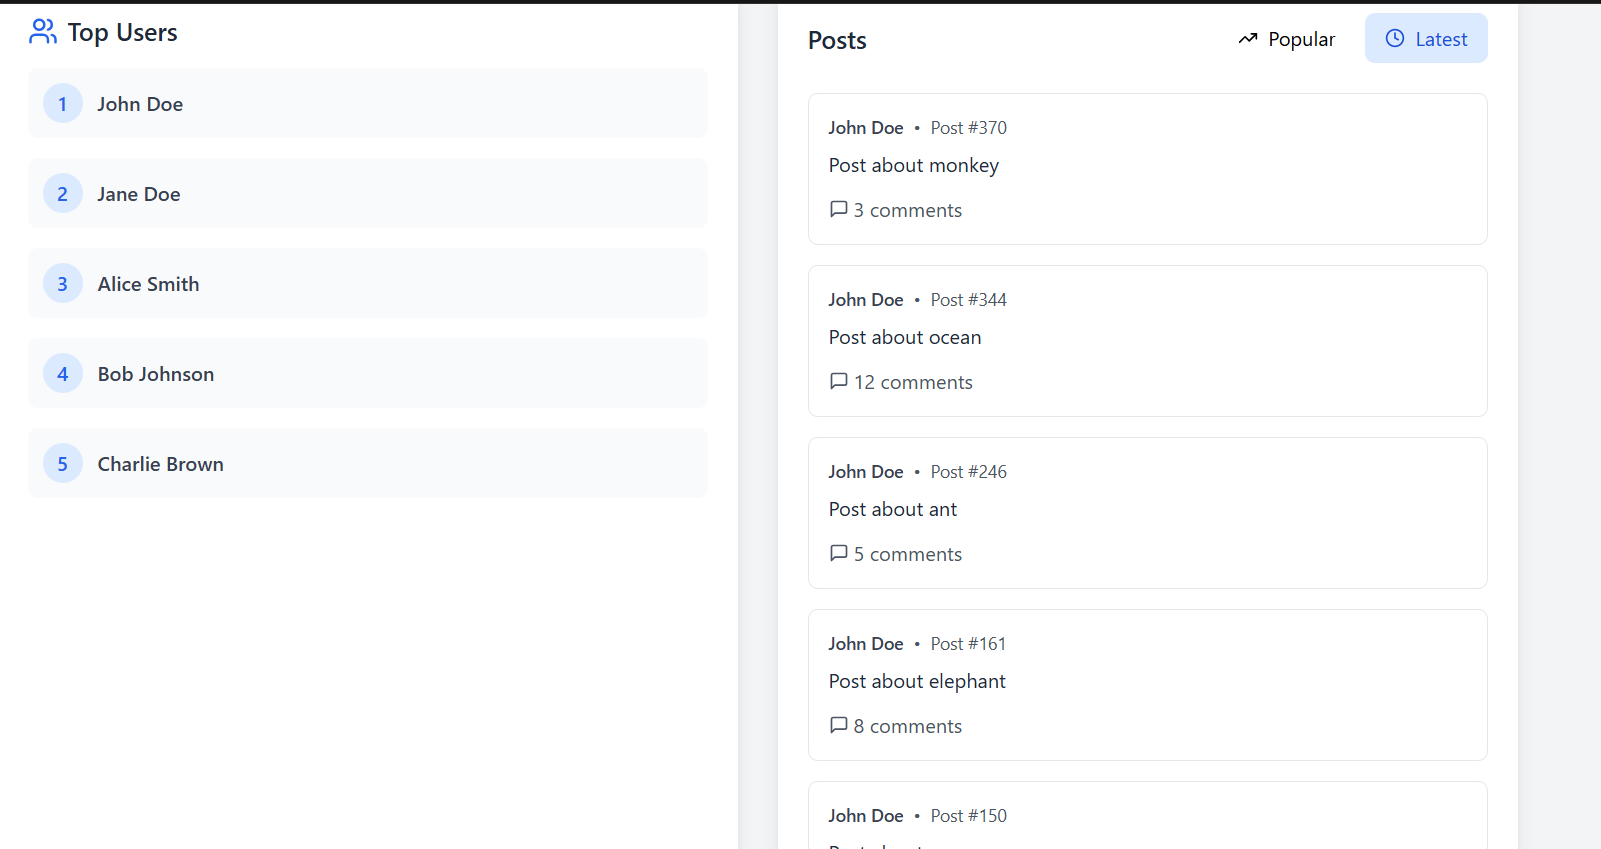 Top Users
1 John Doe
2 Jane Doe
3 Alice Smith
4 Bob Johnson
5 Charlie Brown
Posts
Popular
Latest
John Doe • Post #370
Post about monkey
3 comments
John Doe • Post #344
Post about ocean
12 comments
John Doe • Post #246
Post about ant
5 comments
John Doe • Post #161
Post about elephant
8 comments
John Doe • Post #150